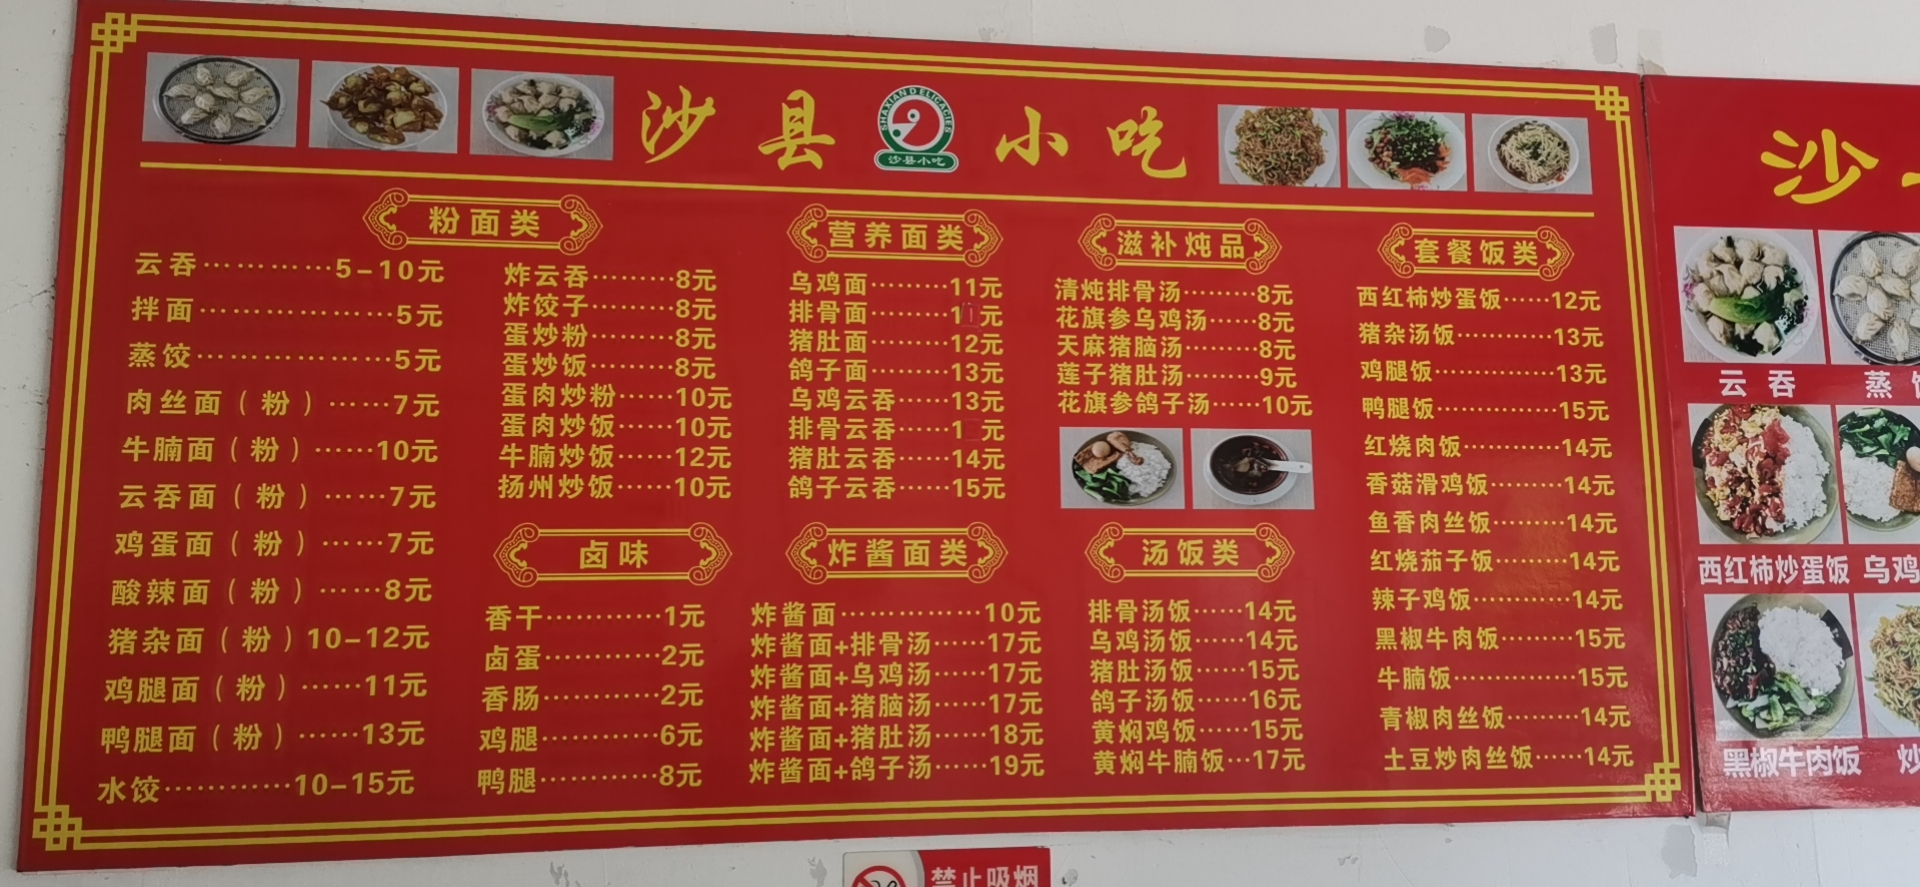 沙县小吃
SHAXIAN DELICACIES
沙县小吃
粉面类
云吞…………5-10元
拌面………………5元
蒸饺………………5元
肉丝面（粉）……7元
牛腩面（粉）……10元
云吞面（粉）……7元
鸡蛋面（粉）……7元
酸辣面（粉）……8元
猪杂面（粉）10-12元
鸡腿面（粉）……11元
鸭腿面（粉）……13元
水饺…………10-15元
炸云吞………8元
炸饺子………8元
蛋炒粉………8元
蛋炒饭………8元
蛋肉炒粉……10元
蛋肉炒饭……10元
牛腩炒饭……12元
扬州炒饭……10元
卤味
香干…………1元
卤蛋…………2元
香肠…………2元
鸡腿…………6元
鸭腿…………8元
营养面类
乌鸡面………11元
排骨面………元
猪肚面………12元
鸽子面………13元
乌鸡云吞……13元
排骨云吞……元
猪肚云吞……14元
鸽子云吞……15元
炸酱面类
炸酱面……………10元
炸酱面+排骨汤……17元
炸酱面+乌鸡汤……17元
炸酱面+猪脑汤……17元
炸酱面+猪肚汤……18元
炸酱面+鸽子汤……19元
滋补炖品
清炖排骨汤………8元
花旗参乌鸡汤……8元
天麻猪脑汤………8元
莲子猪肚汤………9元
花旗参鸽子汤……10元
汤饭类
排骨汤饭……14元
乌鸡汤饭……14元
猪肚汤饭……15元
鸽子汤饭……16元
黄焖鸡饭……15元
黄焖牛腩饭…17元
套餐饭类
西红柿炒蛋饭……12元
猪杂汤饭…………13元
鸡腿饭……………13元
鸭腿饭……………15元
红烧肉饭…………14元
香菇滑鸡饭………14元
鱼香肉丝饭………14元
红烧茄子饭………14元
辣子鸡饭…………14元
黑椒牛肉饭………15元
牛腩饭……………15元
青椒肉丝饭………14元
土豆炒肉丝饭……14元
沙
云吞 蒸
西红柿炒蛋饭 乌鸡
黑椒牛肉饭
禁止吸烟